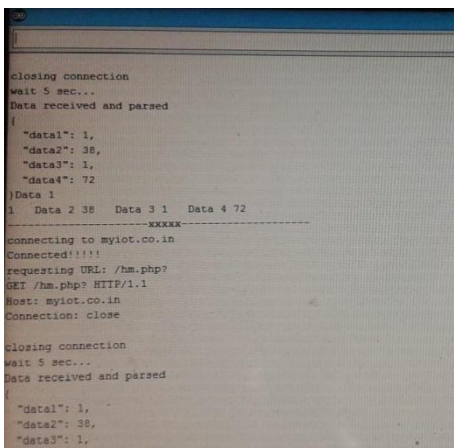 closing connection
wait 5 sec...
Data received and parsed
{
"data1": 1,
"data2": 38,
"data3": 1,
"data4": 72
}Data 1
1 Data 2 38 Data 3 1 Data 4 72
----------------------xxxxx--------------------
connecting to myiot.co.in
Connected!!!!!
requesting URL: /hm.php?
GET /hm.php? HTTP/1.1
Host: myiot.co.in
Connection: close
closing connection
wait 5 sec...
Data received and parsed
{
"data1": 1,
"data2": 38,
"data3": 1,